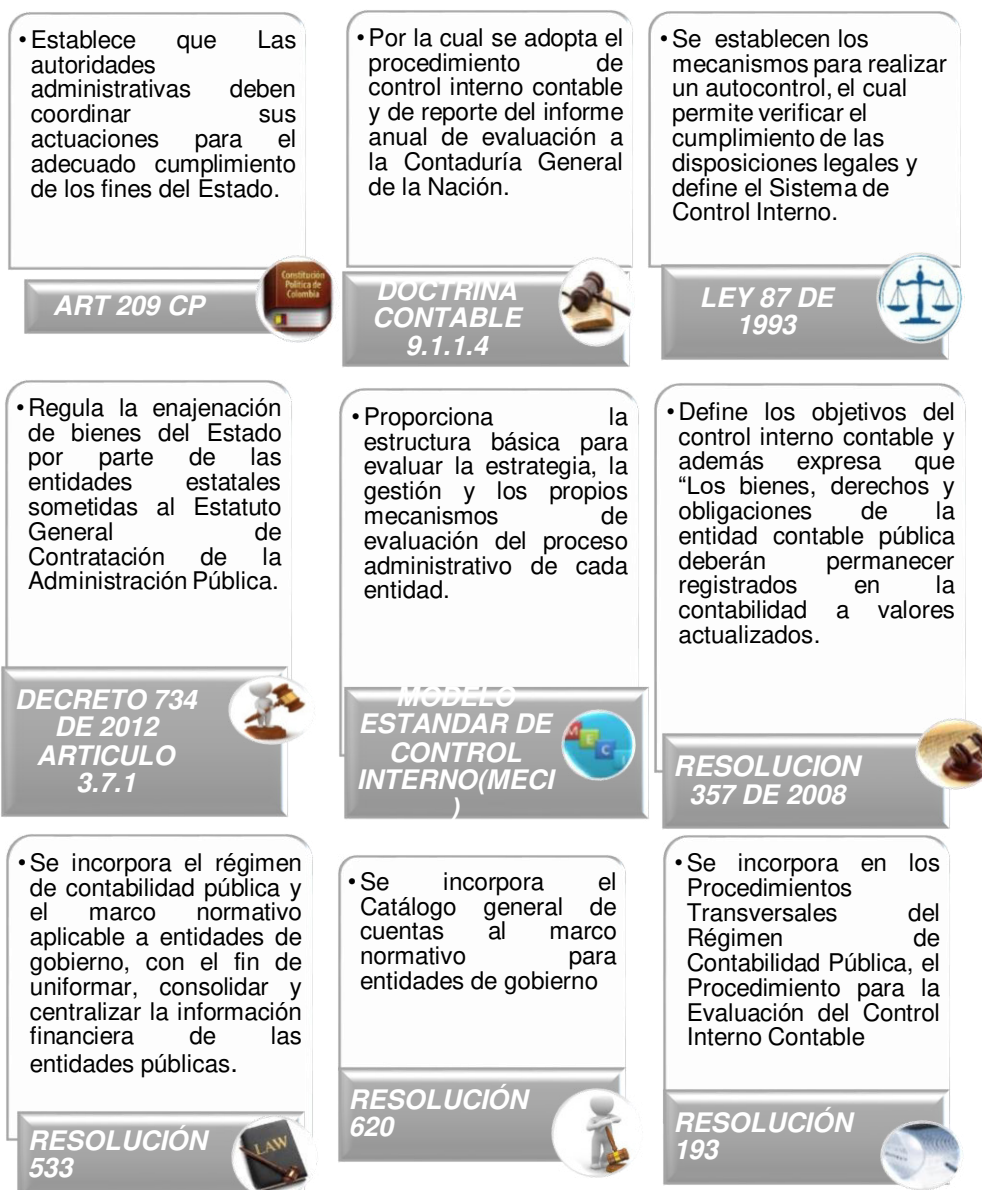 • Establece que Las
autoridades
administrativas deben
coordinar sus
actuaciones para el
adecuado cumplimiento
de los fines del Estado.
Constitución
Política de
Colombia
ART 209 CP
• Por la cual se adopta el
procedimiento de
control interno contable
y de reporte del informe
anual de evaluación a
la Contaduría General
de la Nación.
DOCTRINA
CONTABLE
9.1.1.4
• Se establecen los
mecanismos para realizar
un autocontrol, el cual
permite verificar el
cumplimiento de las
disposiciones legales y
define el Sistema de
Control Interno.
LEY 87 DE
1993
• Regula la enajenación
de bienes del Estado
por parte de las
entidades estatales
sometidas al Estatuto
General de
Contratación de la
Administración Pública.
DECRETO 734
DE 2012
ARTICULO
3.7.1
• Proporciona la
estructura básica para
evaluar la estrategia, la
gestión y los propios
mecanismos de
evaluación del proceso
administrativo de cada
entidad.
MODELO
ESTANDAR DE
CONTROL
INTERNO(MECI
)
MECI
• Define los objetivos del
control interno contable y
además expresa que
“Los bienes, derechos y
obligaciones de la
entidad contable pública
deberán permanecer
registrados en la
contabilidad a valores
actualizados.
RESOLUCION
357 DE 2008
• Se incorpora el régimen
de contabilidad pública y
el marco normativo
aplicable a entidades de
gobierno, con el fin de
uniformar, consolidar y
centralizar la información
financiera de las
entidades públicas.
RESOLUCIÓN
533
LAW
• Se incorpora el
Catálogo general de
cuentas al marco
normativo para
entidades de gobierno
RESOLUCIÓN
620
• Se incorpora en los
Procedimientos
Transversales del
Régimen de
Contabilidad Pública, el
Procedimiento para la
Evaluación del Control
Interno Contable
RESOLUCIÓN
193